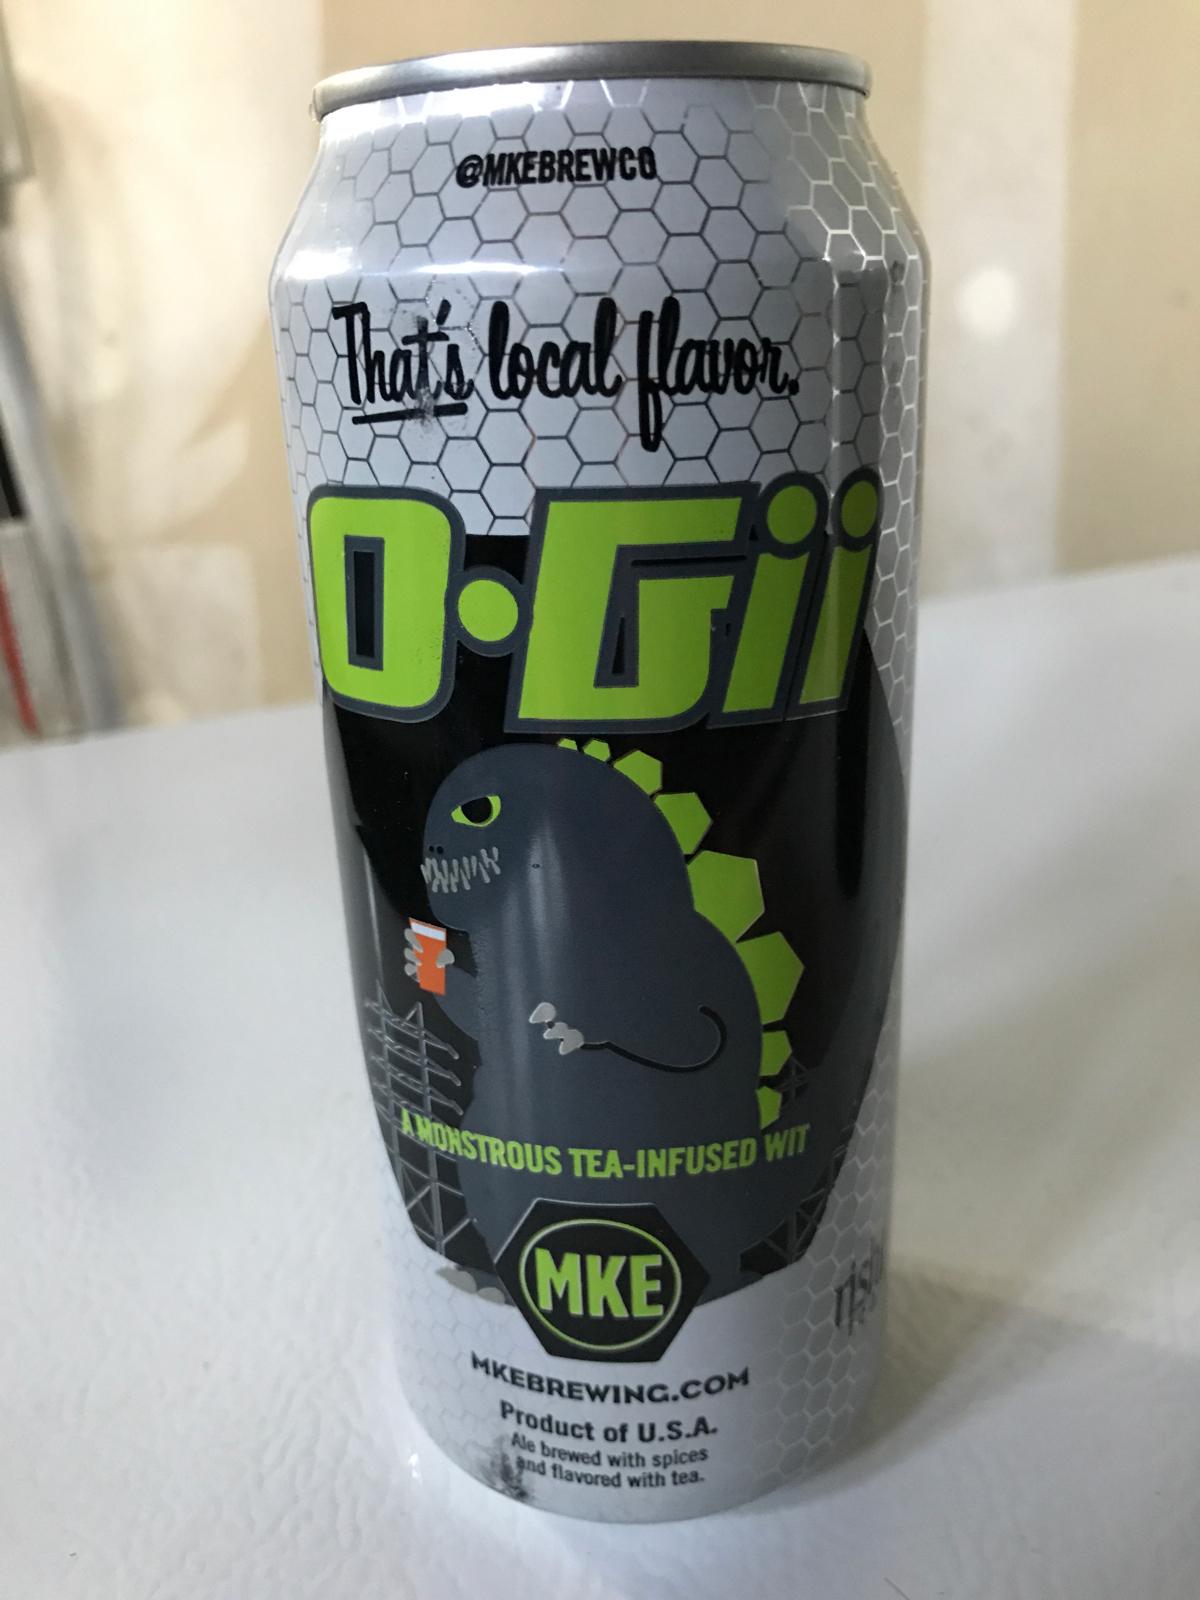 @MKEBREWCO
That's local flavor.
O•Gii
A MONSTROUS TEA-INFUSED WIT
MKE
MKEBREWING.COM
Product of U.S.A.
Ale brewed with spices
and flavored with tea.